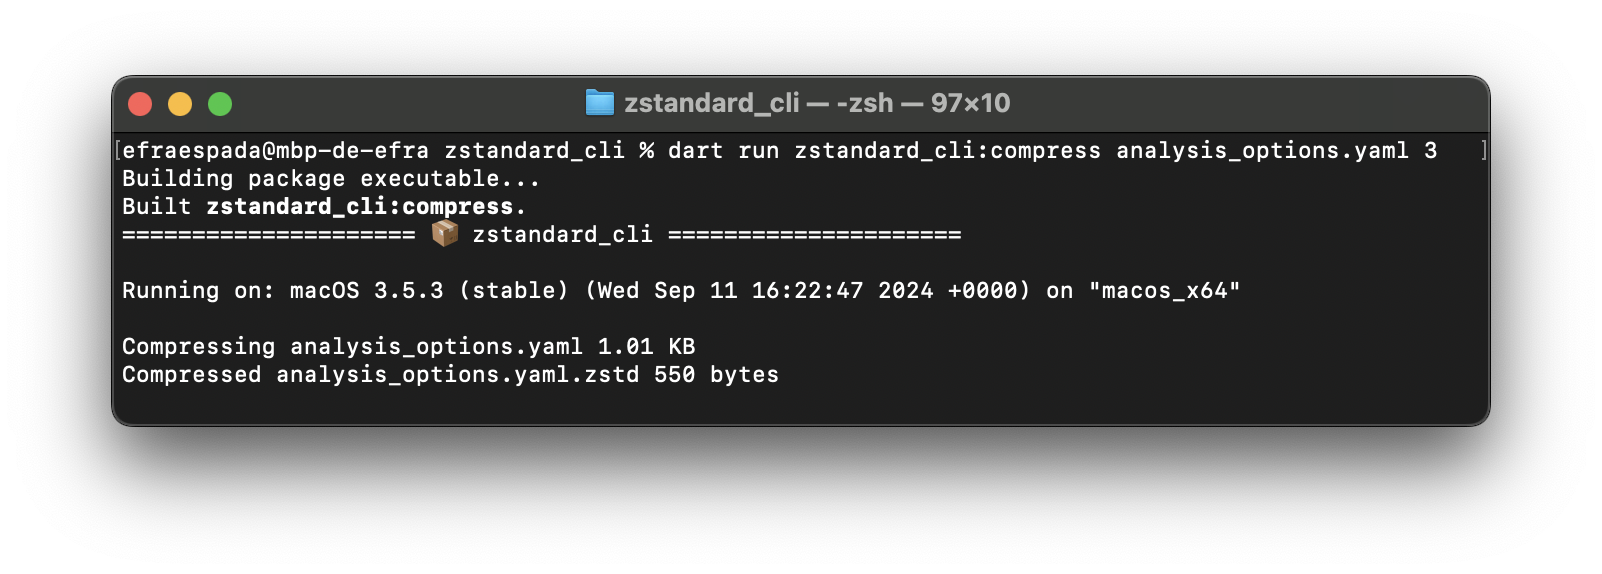 zstandard_cli — -zsh — 97×10
[efraespada@mbp-de-efra zstandard_cli % dart run zstandard_cli:compress analysis_options.yaml 3 ]
Building package executable...
Built zstandard_cli:compress.
===================== 📦 zstandard_cli =====================
Running on: macOS 3.5.3 (stable) (Wed Sep 11 16:22:47 2024 +0000) on "macos_x64"
Compressing analysis_options.yaml 1.01 KB
Compressed analysis_options.yaml.zstd 550 bytes